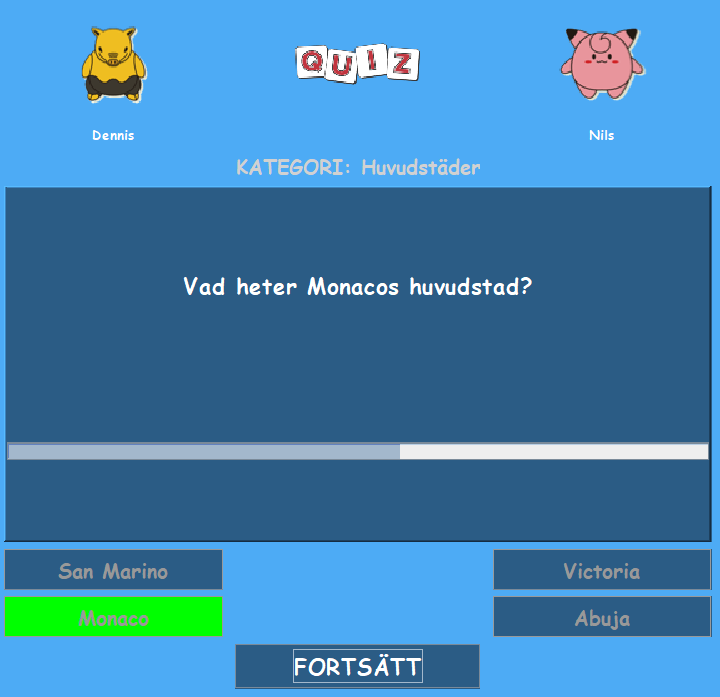 QUIZ
Dennis
Nils
KATEGORI: Huvudstäder
Vad heter Monacos huvudstad?
San Marino
Victoria
Monaco
Abuja
FORTSÄTT